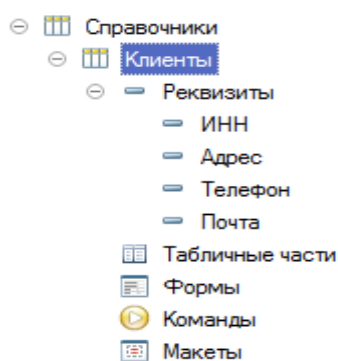 Справочники
Клиенты
Реквизиты
ИНН
Адрес
Телефон
Почта
Табличные части
Формы
Команды
Макеты